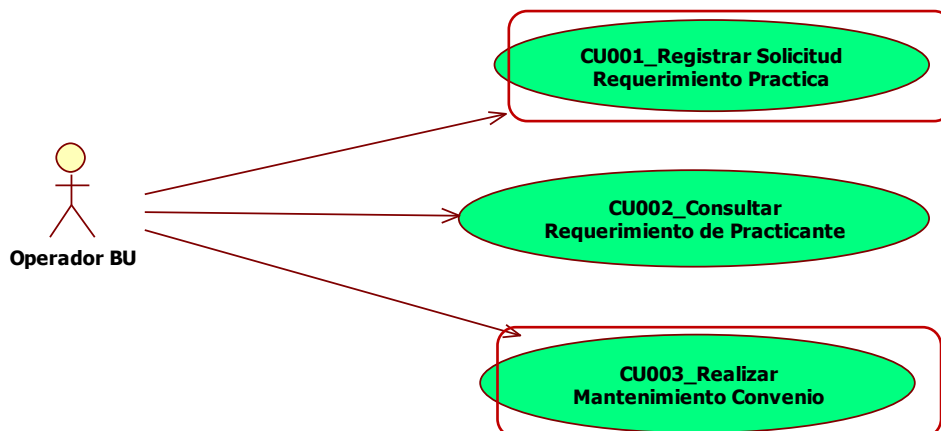 CU001_Registrar Solicitud
Requerimiento Practica
CU002_Consultar
Requerimiento de Practicante
Operador BU
CU003_Realizar
Mantenimiento Convenio